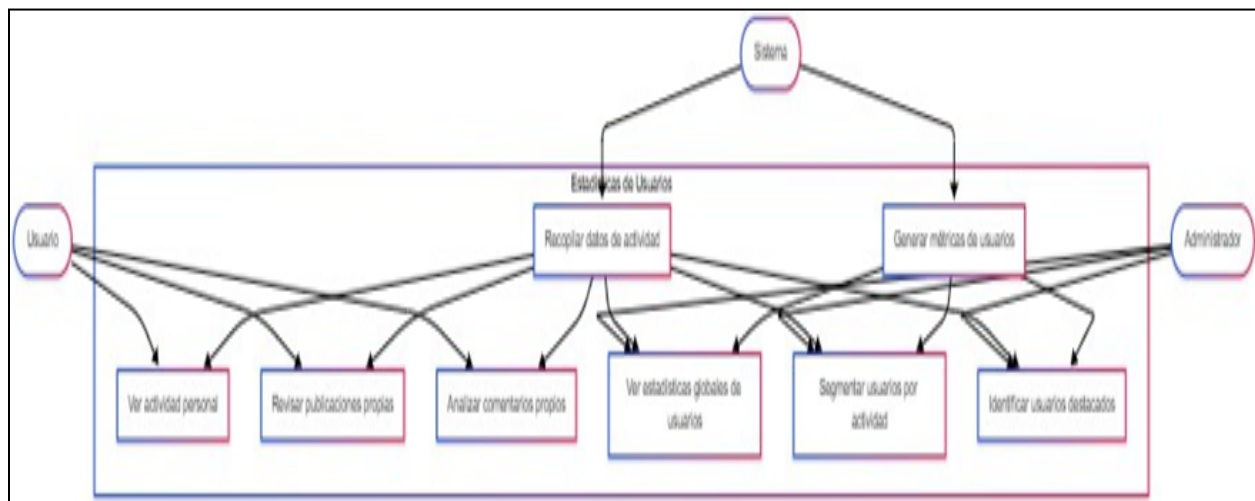 Sistema
Estadísticas de Usuarios
Usuario
Recopilar datos de actividad
Generar métricas de usuarios
Administrador
Ver actividad personal
Revisar publicaciones propias
Analizar comentarios propios
Ver estadísticas globales de
usuarios
Segmentar usuarios por
actividad
Identificar usuarios destacados